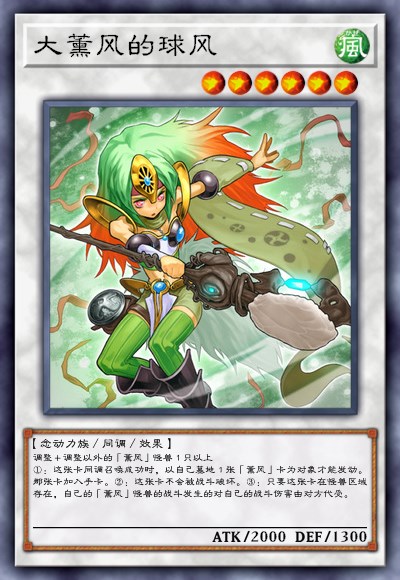 大薰风的球风
風
【念动力族／同调／效果】
调整＋调整以外的「薰风」怪兽1只以上
①：这张卡同调召唤成功时，以自己墓地1张「薰风」卡为对象才能发动。
那张卡加入手卡。②：这张卡不会被战斗破坏。③：只要这张卡在怪兽区域
存在，自己的「薰风」怪兽的战斗发生的对自己的战斗伤害由对方代受。
ATK/2000 DEF/1300